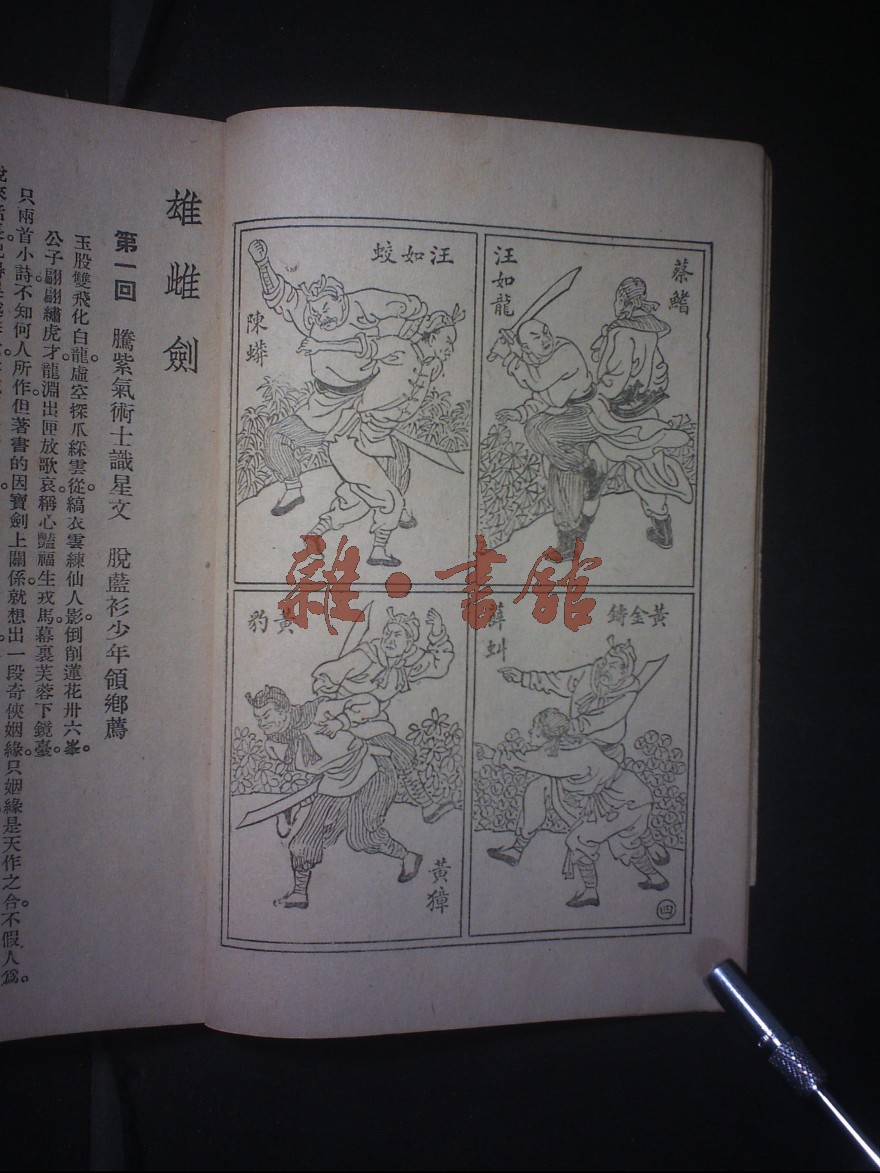 蔡鰭
汪如龍
汪如蛟
陳蟒
黃金鑄
薛虯
黃豹
黃獐
四
雜·書館
雄雌劍
第一回　騰紫氣術士識星文　脫藍衫少年領鄉薦
玉股雙飛化白龍。虛空探爪綵雲從。縞衣雲練仙人影。倒削蓮花卅六峯。
公子翩翩繡虎才。龍淵出匣放歌哀。稱心豔福生戎馬。幕裏芙蓉下鏡臺。
只兩首小詩不知何人所作。但著書的因寶劍上關係。就想出一段奇俠姻緣。只姻緣是天作之合。不假人爲。